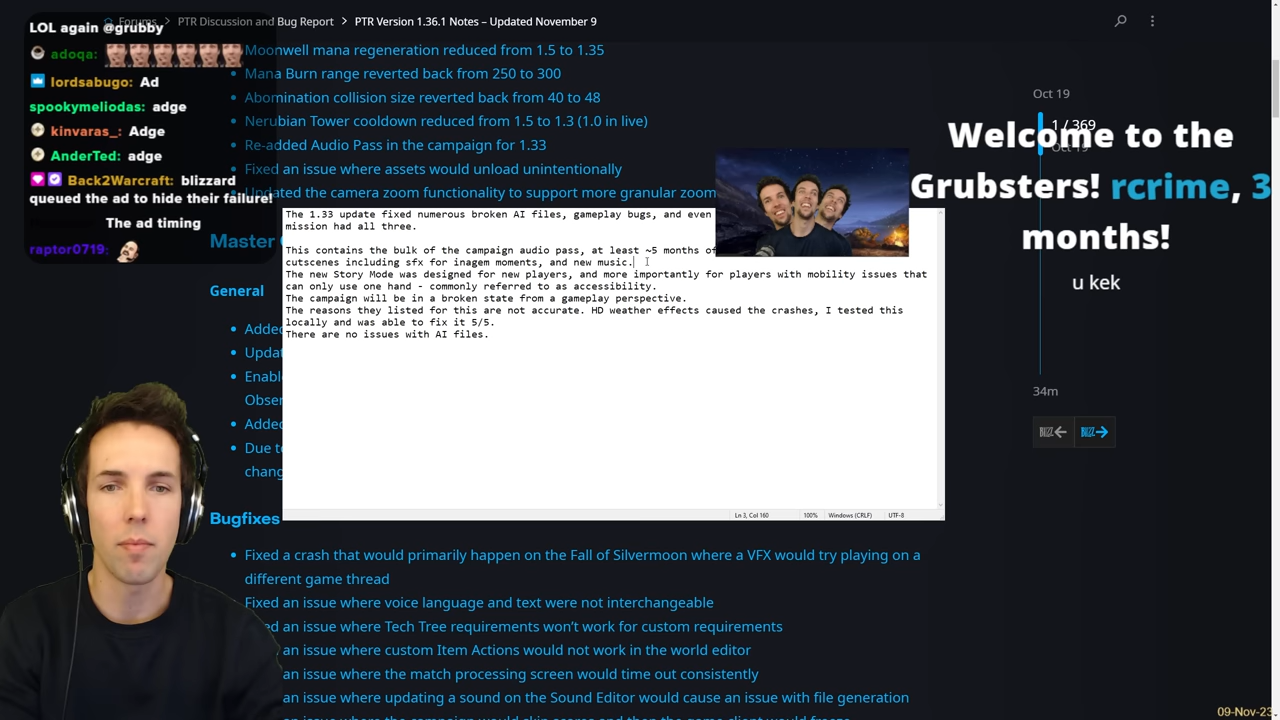 Forums > PTR Discussion and Bug Report > PTR Version 1.36.1 Notes – Updated November 9
LOL again @grubby
adoqa:
lordsabugo: Ad
spookymeliodas: adge
kinvaras_: Adge
AnderTed: adge
Back2Warcraft: blizzard
queued the ad to hide their failure!
The ad timing
raptor0719:
Moonwell mana regeneration reduced from 1.5 to 1.35
Mana Burn range reverted back from 250 to 300
Abomination collision size reverted back from 40 to 48
Nerubian Tower cooldown reduced from 1.5 to 1.3 (1.0 in live)
Re-added Audio Pass in the campaign for 1.33
Fixed an issue where assets would unload unintentionally
Updated the camera zoom functionality to support more granular zoom
The 1.33 update fixed numerous broken AI files, gameplay bugs, and even
mission had all three.
This contains the bulk of the campaign audio pass, at least ~5 months of
cutscenes including sfx for inagem moments, and new music.
The new Story Mode was designed for new players, and more importantly for players with mobility issues that
can only use one hand - commonly referred to as accessibility.
The campaign will be in a broken state from a gameplay perspective.
The reasons they listed for this are not accurate. HD weather effects caused the crashes, I tested this
locally and was able to fix it 5/5.
There are no issues with AI files.
Ln 3, Col 160 100% Windows (CRLF) UTF-8
Master
General
Added
Updat
Enabl
Obser
Added
Due to
chang
Bugfixes
Fixed a crash that would primarily happen on the Fall of Silvermoon where a VFX would try playing on a
different game thread
Fixed an issue where voice language and text were not interchangeable
ed an issue where Tech Tree requirements won't work for custom requirements
an issue where custom Item Actions would not work in the world editor
an issue where the match processing screen would time out consistently
an issue where updating a sound on the Sound Editor would cause an issue with file generation
Oct 19
1 / 369
Oct 19
Welcome to the
Grubsters! rcrime, 3
months!
u kek
34m
09-Nov-23